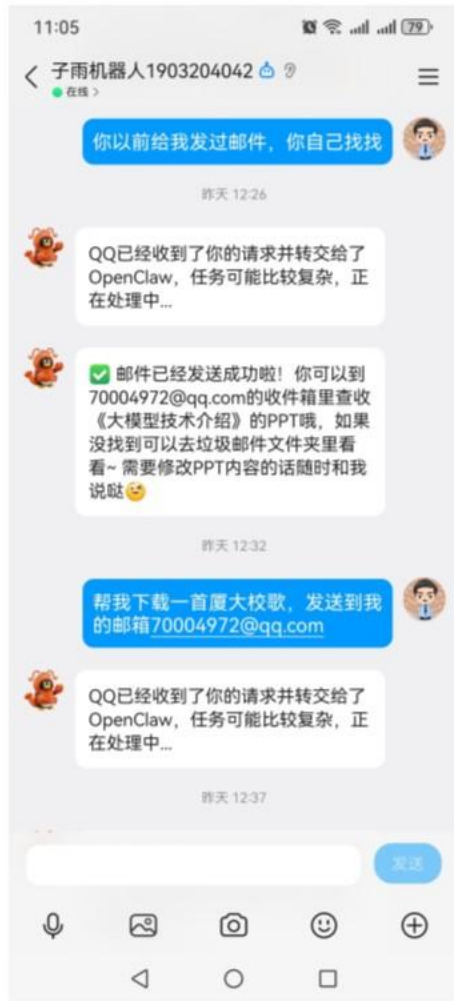 11:05
79
子雨机器人1903204042
在线 >
你以前给我发过邮件，你自己找找
昨天 12:26
QQ已经收到了你的请求并转交给了
OpenClaw，任务可能比较复杂，正
在处理中...
✅ 邮件已经发送成功啦！你可以到
70004972@qq.com的收件箱里查收
《大模型技术介绍》的PPT哦，如果
没找到可以去垃圾邮件文件夹里看
看~ 需要修改PPT内容的话随时和我
说哒😉
昨天 12:32
帮我下载一首厦大校歌，发送到我
的邮箱70004972@qq.com
QQ已经收到了你的请求并转交给了
OpenClaw，任务可能比较复杂，正
在处理中...
昨天 12:37
发送